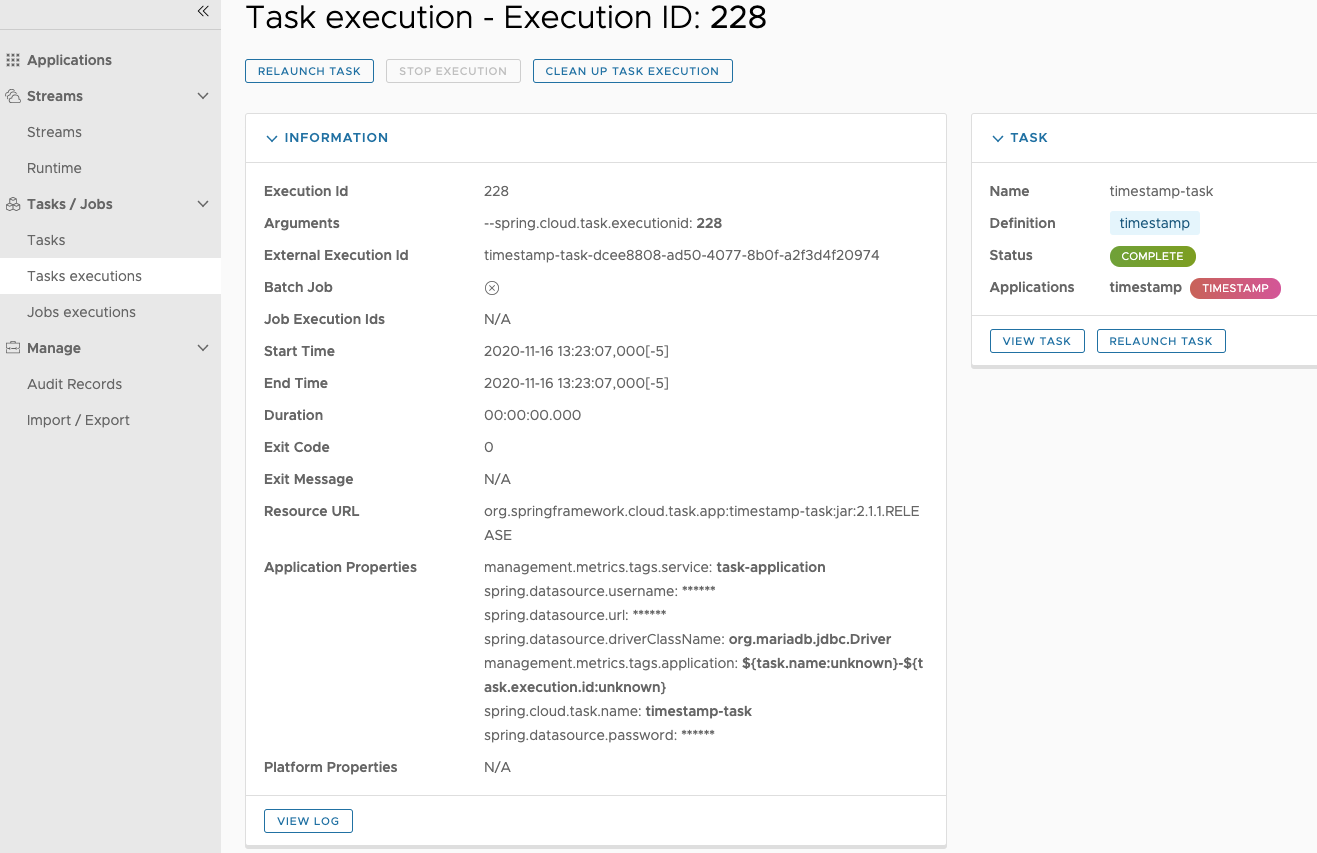 Task execution - Execution ID: 228
RELAUNCH TASK STOP EXECUTION CLEAN UP TASK EXECUTION
Applications
Streams
Streams
Runtime
Tasks / Jobs
Tasks
Tasks executions
Jobs executions
Manage
Audit Records
Import / Export
INFORMATION
Execution Id 228
Arguments --spring.cloud.task.executionid: 228
External Execution Id timestamp-task-dcee8808-ad50-4077-8b0f-a2f3d4f20974
Batch Job
Job Execution Ids N/A
Start Time 2020-11-16 13:23:07,000[-5]
End Time 2020-11-16 13:23:07,000[-5]
Duration 00:00:00.000
Exit Code 0
Exit Message N/A
Resource URL org.springframework.cloud.task.app:timestamp-task:jar:2.1.1.RELE
ASE
Application Properties management.metrics.tags.service: task-application
spring.datasource.username: ******
spring.datasource.url: ******
spring.datasource.driverClassName: org.mariadb.jdbc.Driver
management.metrics.tags.application: ${task.name:unknown}-${t
ask.execution.id:unknown}
spring.cloud.task.name: timestamp-task
spring.datasource.password: ******
Platform Properties N/A
VIEW LOG
TASK
Name timestamp-task
Definition timestamp
Status COMPLETE
Applications timestamp TIMESTAMP
VIEW TASK RELAUNCH TASK